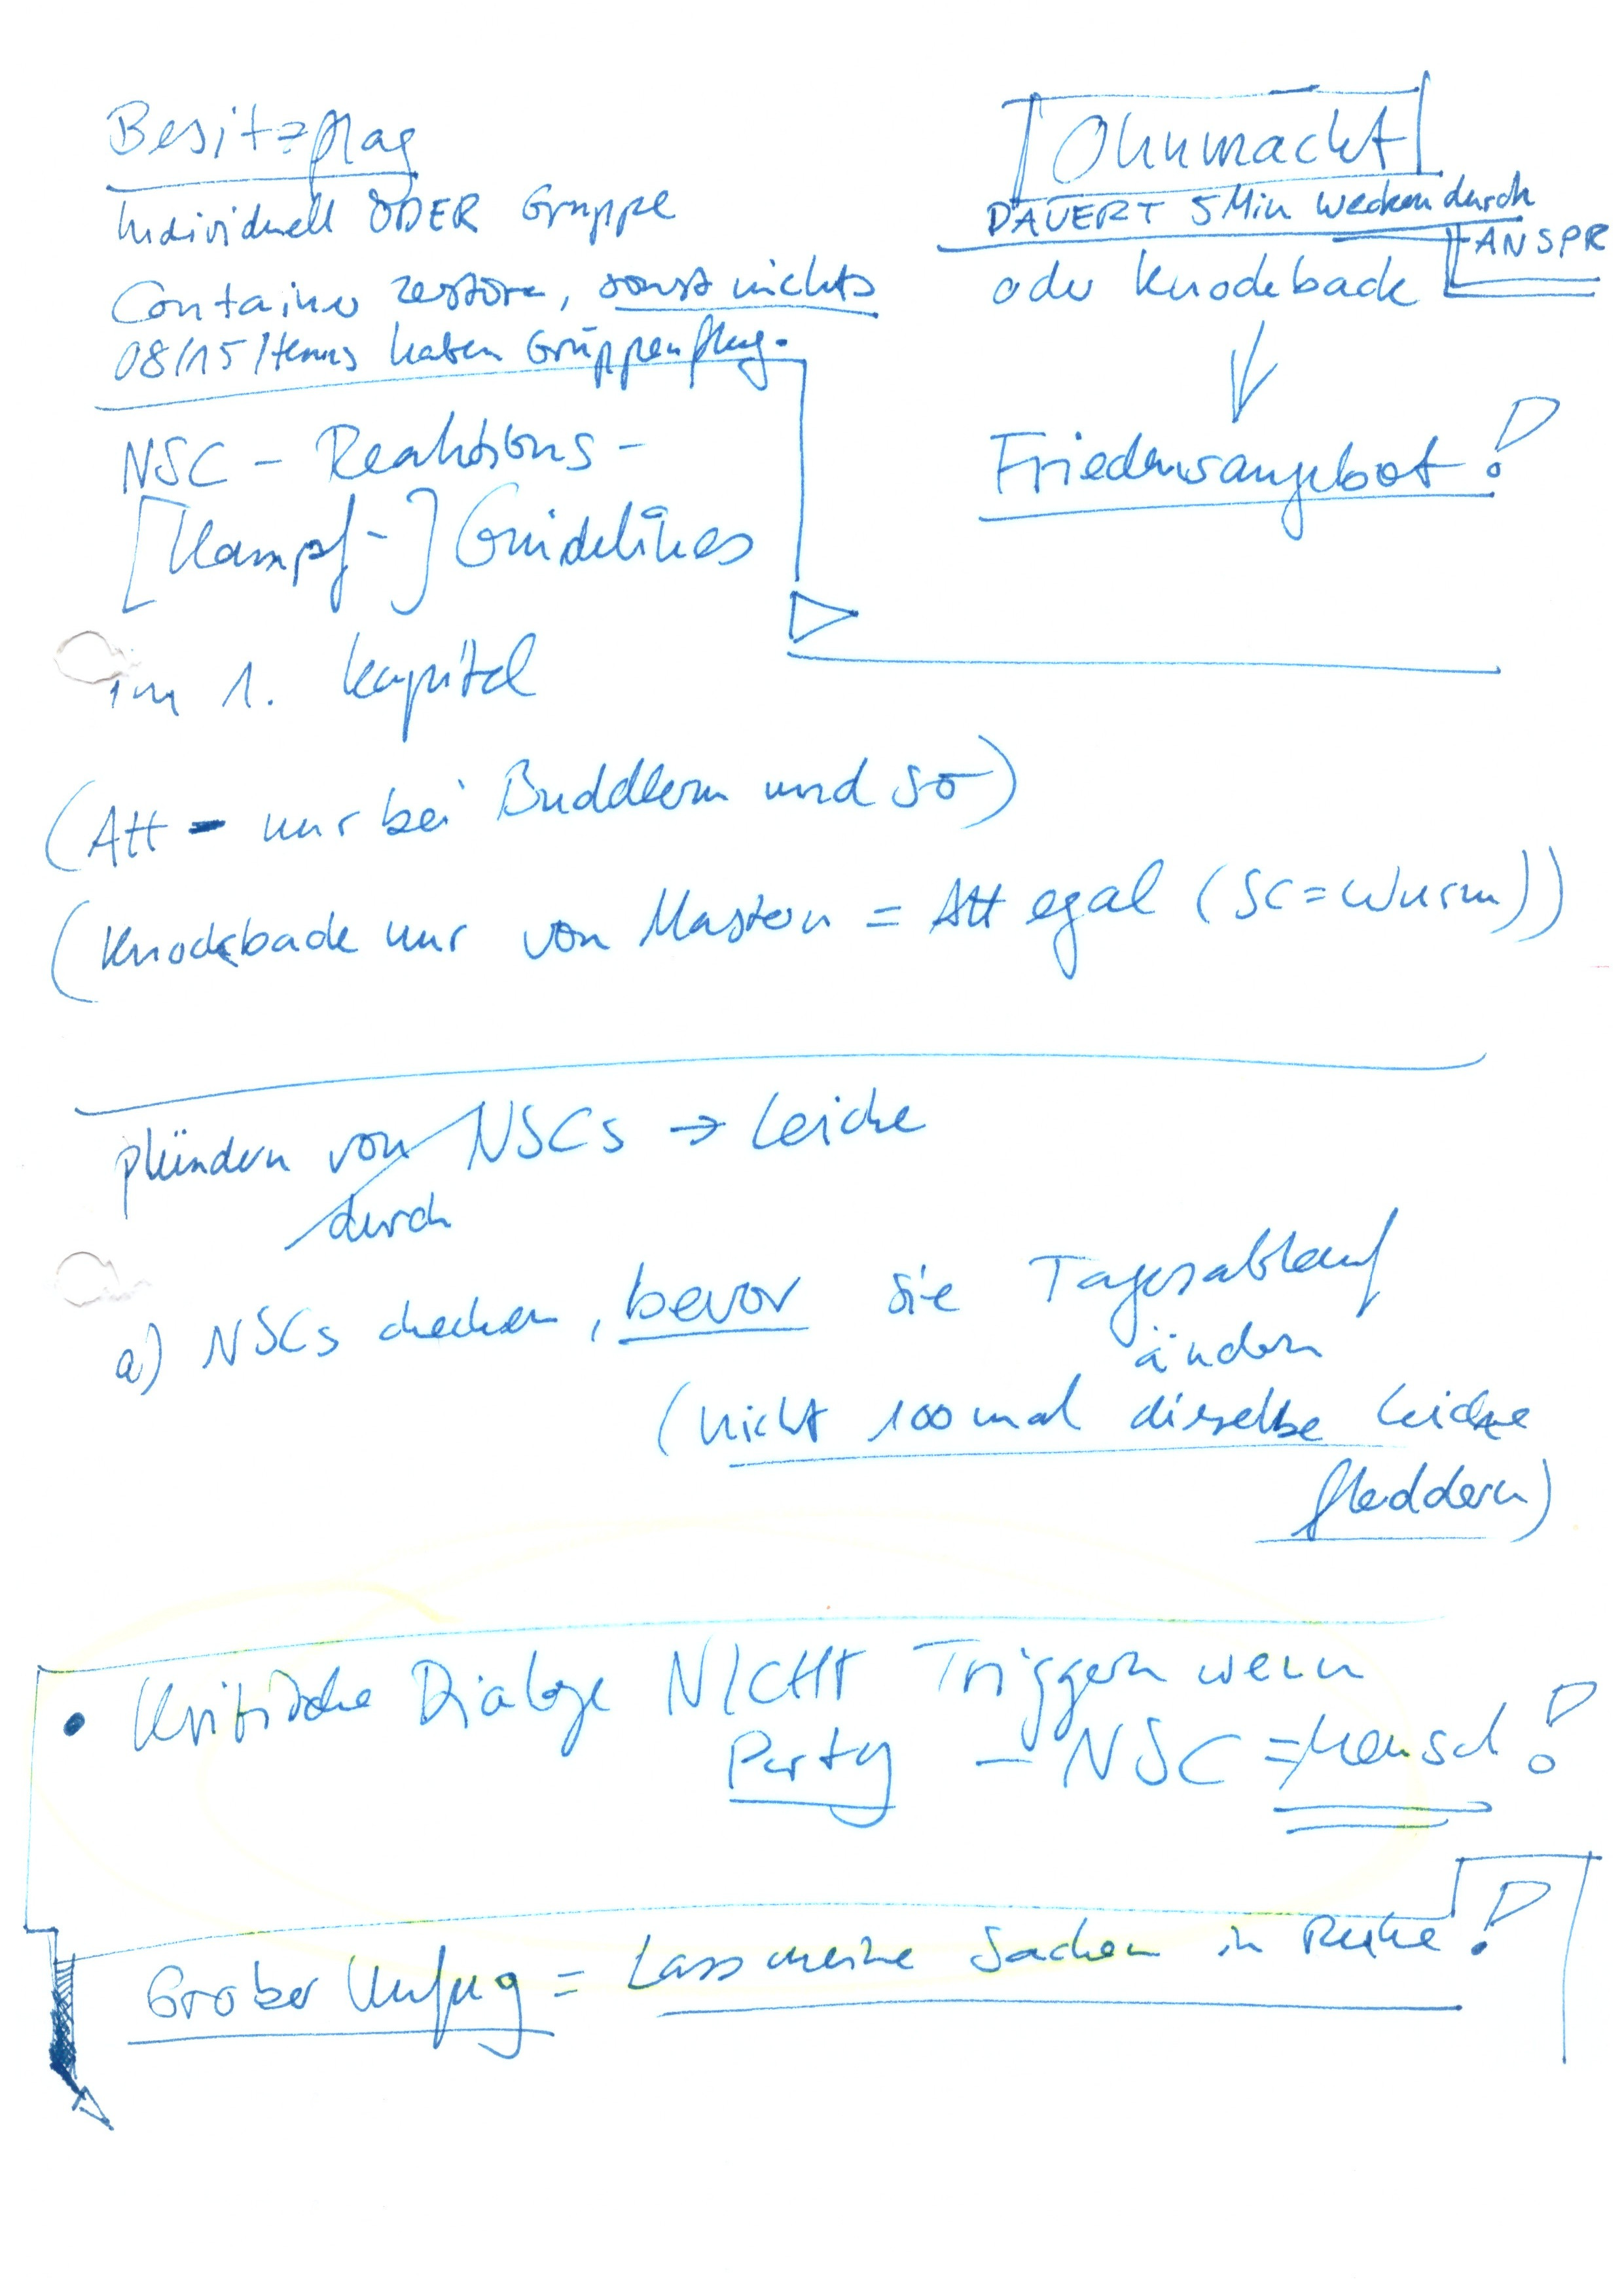 Besitzflag
Individuell ODER Gruppe
Container zerstören, sonst nichts
08/15 Items haben Gruppenflag.
Ohnmacht
DAUERT 5 Min Wecken durch
ANSPR
oder Knockback
Friedensangebot!
NSC - Reaktions-
[Kampf-] Guidelines
im 1. Kapitel
(Att - nur bei Buddlern und so)
(Knockback nur von Mastern = Att egal (SC = Wurm))
plündern von NSCs → Leiche
durch
a) NSCs checken, bevor sie Tagesablauf
ändern
(nicht 100 mal dieselbe Leiche
fleddern)
• Kritische Dialoge NICHT Triggern wenn
Party - NSC = Mensch!
Grober Unfug = Lass meine Sachen in Ruhe!